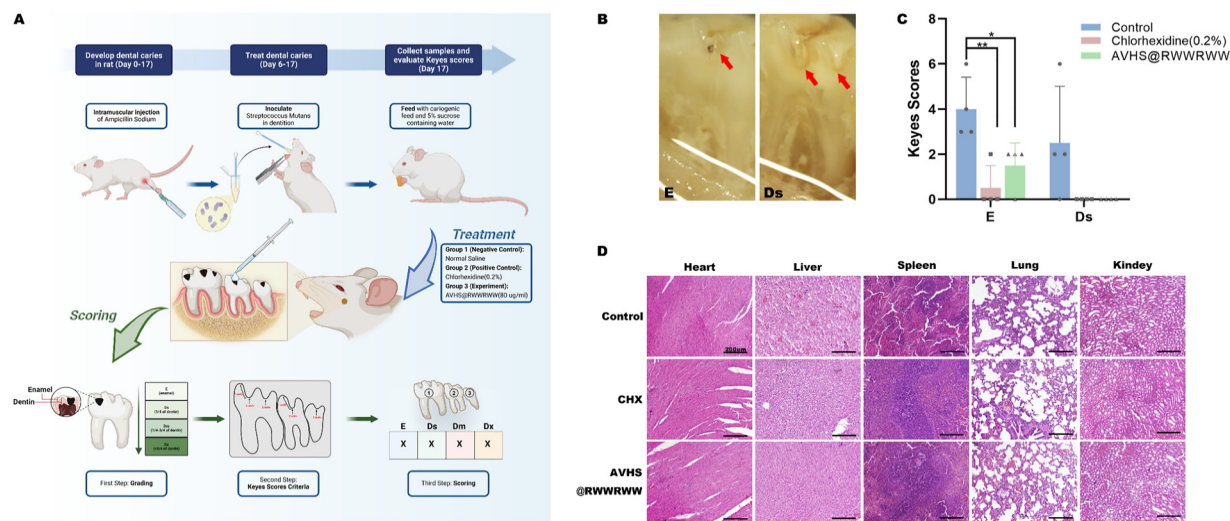 A
Develop dental caries
in rat (Day 0-17)
Treat dental caries
(Day 6-17)
Collect samples and
evaluate Keyes scores
(Day 17)
Intramuscular injection
of Ampicillin Sodium
Inoculate
Streptococcus Mutans
in dentition
Feed with cariogenic
feed and 5% sucrose
containing water
Treatment
Group 1 (Negative Control):
Normal Saline
Group 2 (Positive Control):
Chlorhexidine(0.2%)
Group 3 (Experiment):
AVHS@RWWRWW(80 ug/ml)
Scoring
Enamel
Dentin
E
(enamel)
First Step: Grading
Second Step:
Keyes Scores Criteria
1
2
3
E Ds Dm Dx
X X X X
Third Step: Scoring
B
E
Ds
C
Keyes Scores
8
6
4
2
0
*
**
E
Ds
Control
Chlorhexidine(0.2%)
AVHS@RWWRWW
D
Heart Liver Spleen Lung Kindey
Control
200um
CHX
AVHS
@RWWRWW